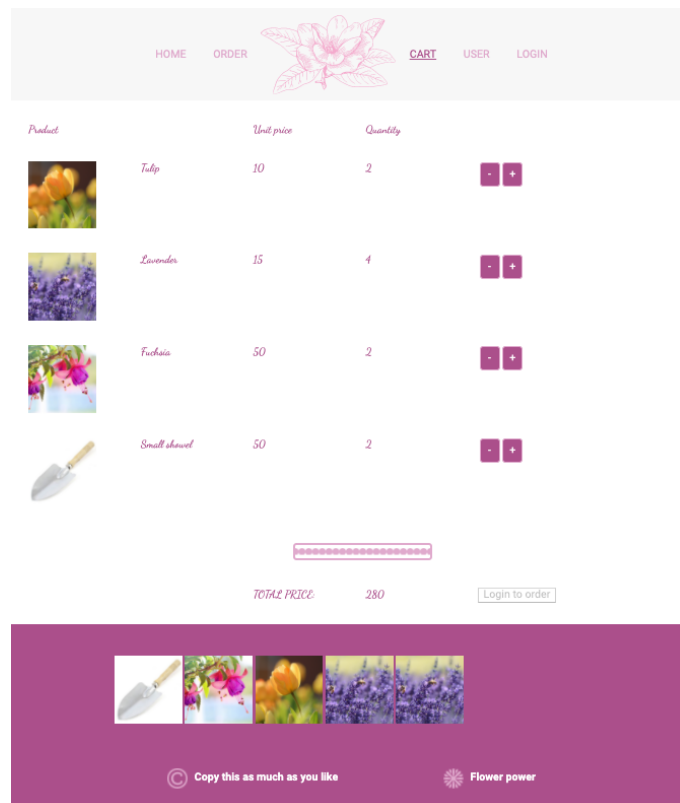 HOME ORDER CART USER LOGIN
Product Unit price Quantity
Tulip 10 2 - +
Lavender 15 4 - +
Fuchsia 50 2 - +
Small showel 50 2 - +
TOTAL PRICE: 280 Login to order
© Copy this as much as you like Flower power